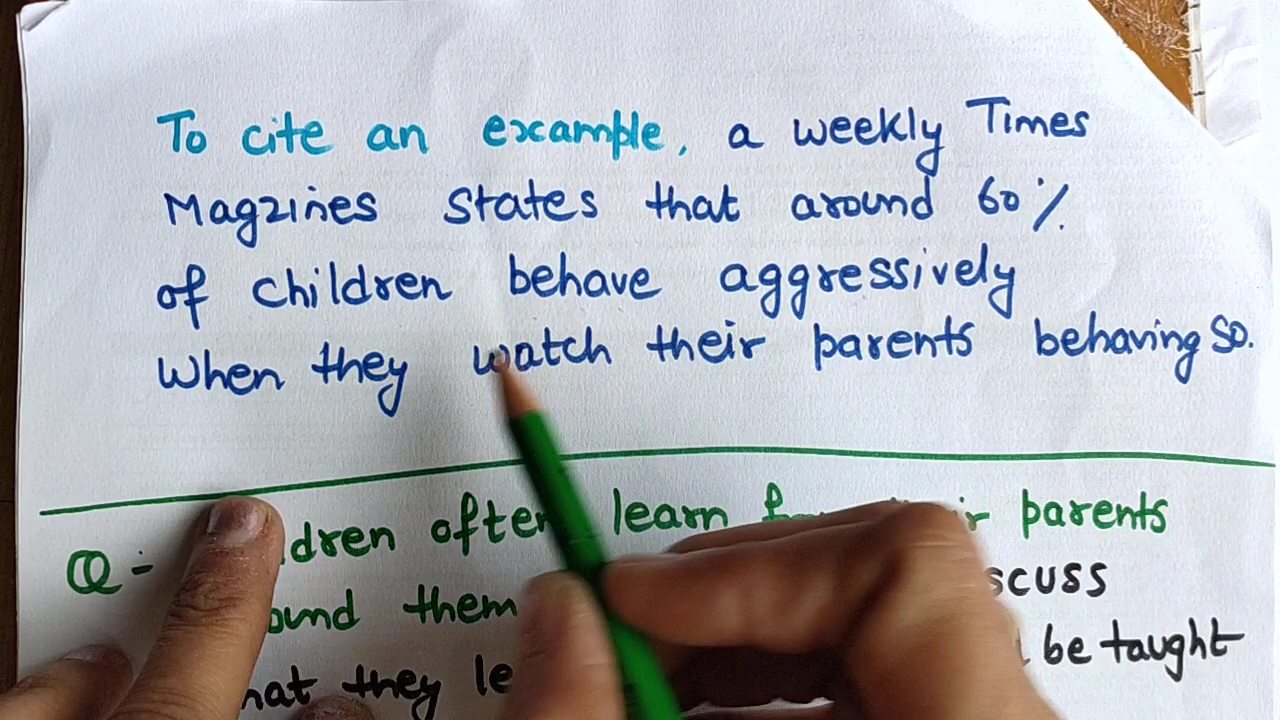 To cite an example, a weekly Times
Magzines states that around 60%
of children behave aggressively
when they watch their parents behaving so.
Q:- dren often learn parents
ound them scuss
hat they le be taught